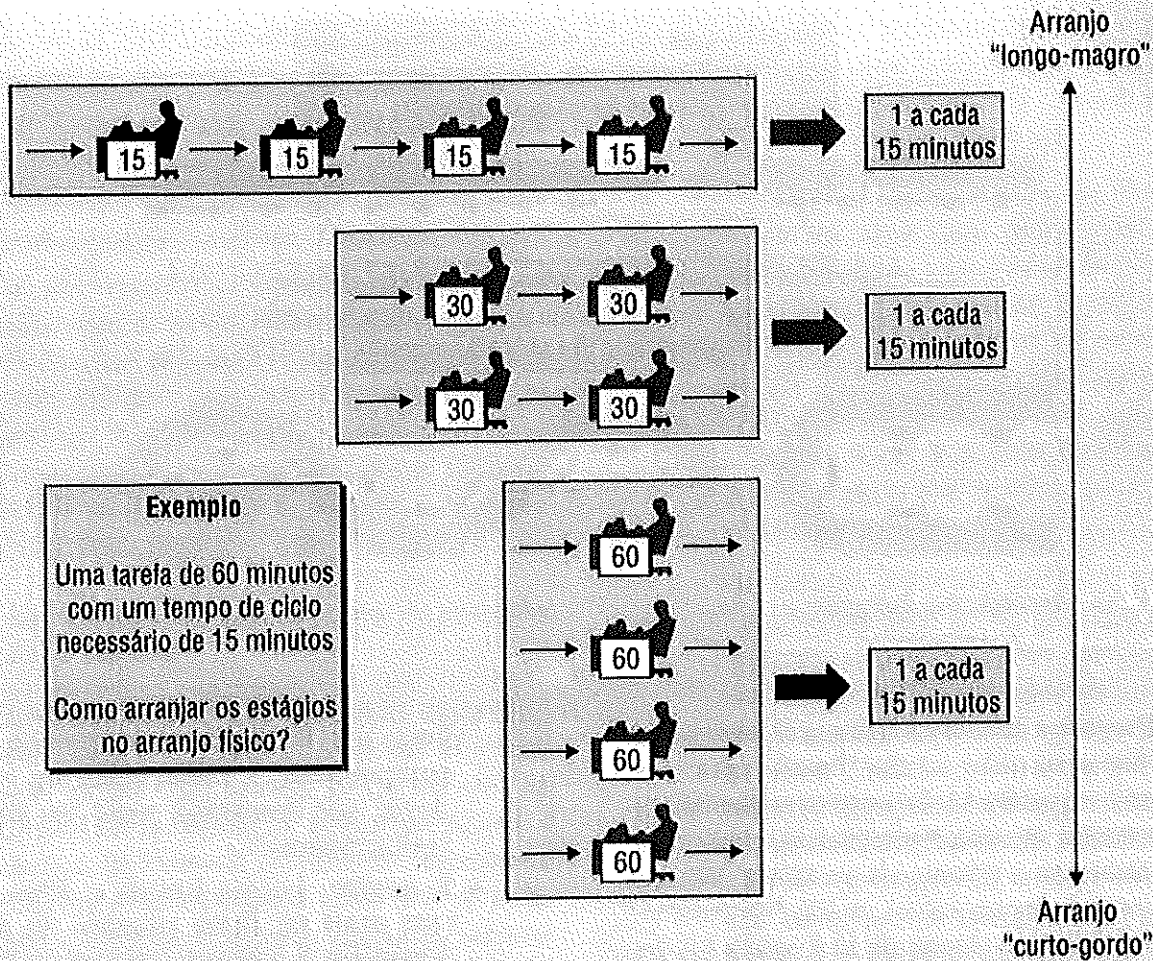 Arranjo
"longo-magro"
15
15
15
15
1 a cada
15 minutos
30
30
30
30
1 a cada
15 minutos
Exemplo
Uma tarefa de 60 minutos
com um tempo de ciclo
necessário de 15 minutos
Como arranjar os estágios
no arranjo físico?
60
60
60
60
1 a cada
15 minutos
Arranjo
"curto-gordo"